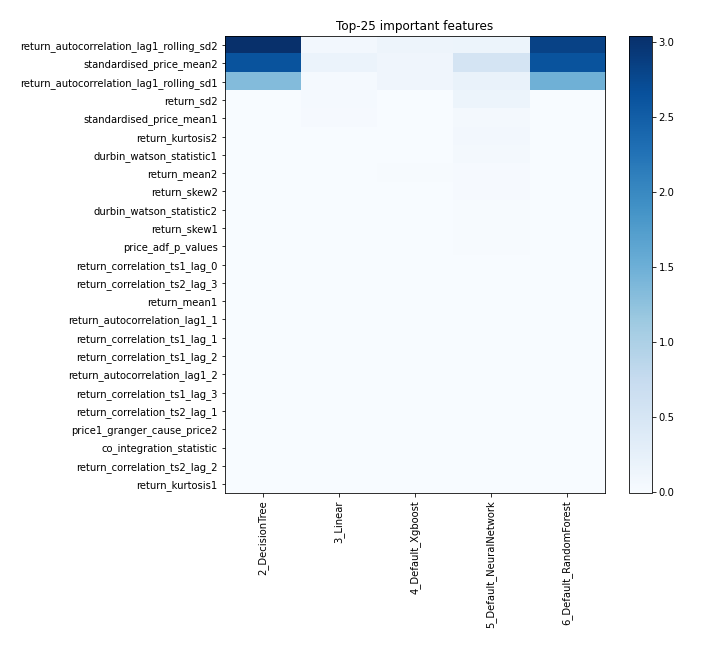 Top-25 important features
return_autocorrelation_lag1_rolling_sd2
standardised_price_mean2
return_autocorrelation_lag1_rolling_sd1
return_sd2
standardised_price_mean1
return_kurtosis2
durbin_watson_statistic1
return_mean2
return_skew2
durbin_watson_statistic2
return_skew1
price_adf_p_values
return_correlation_ts1_lag_0
return_correlation_ts2_lag_3
return_mean1
return_autocorrelation_lag1_1
return_correlation_ts1_lag_1
return_correlation_ts1_lag_2
return_autocorrelation_lag1_2
return_correlation_ts1_lag_3
return_correlation_ts2_lag_1
price1_granger_cause_price2
co_integration_statistic
return_correlation_ts2_lag_2
return_kurtosis1
2_DecisionTree
3_Linear
4_Default_Xgboost
5_Default_NeuralNetwork
6_Default_RandomForest
3.0
2.5
2.0
1.5
1.0
0.5
0.0